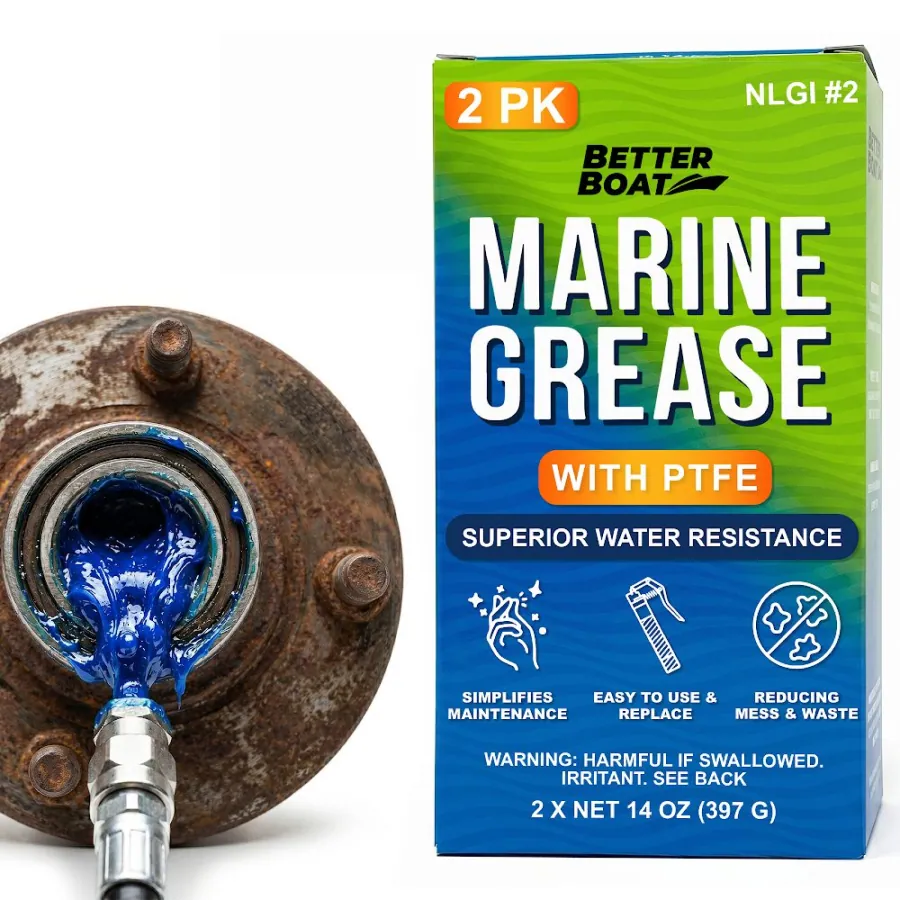 2 PK
NLGI #2
BETTER
BOAT
MARINE
GREASE
WITH PTFE
SUPERIOR WATER RESISTANCE
SIMPLIFIES
MAINTENANCE
EASY TO USE &
REPLACE
REDUCING
MESS & WASTE
WARNING: HARMFUL IF SWALLOWED.
IRRITANT. SEE BACK
2 X NET 14 OZ (397 G)
BETTER